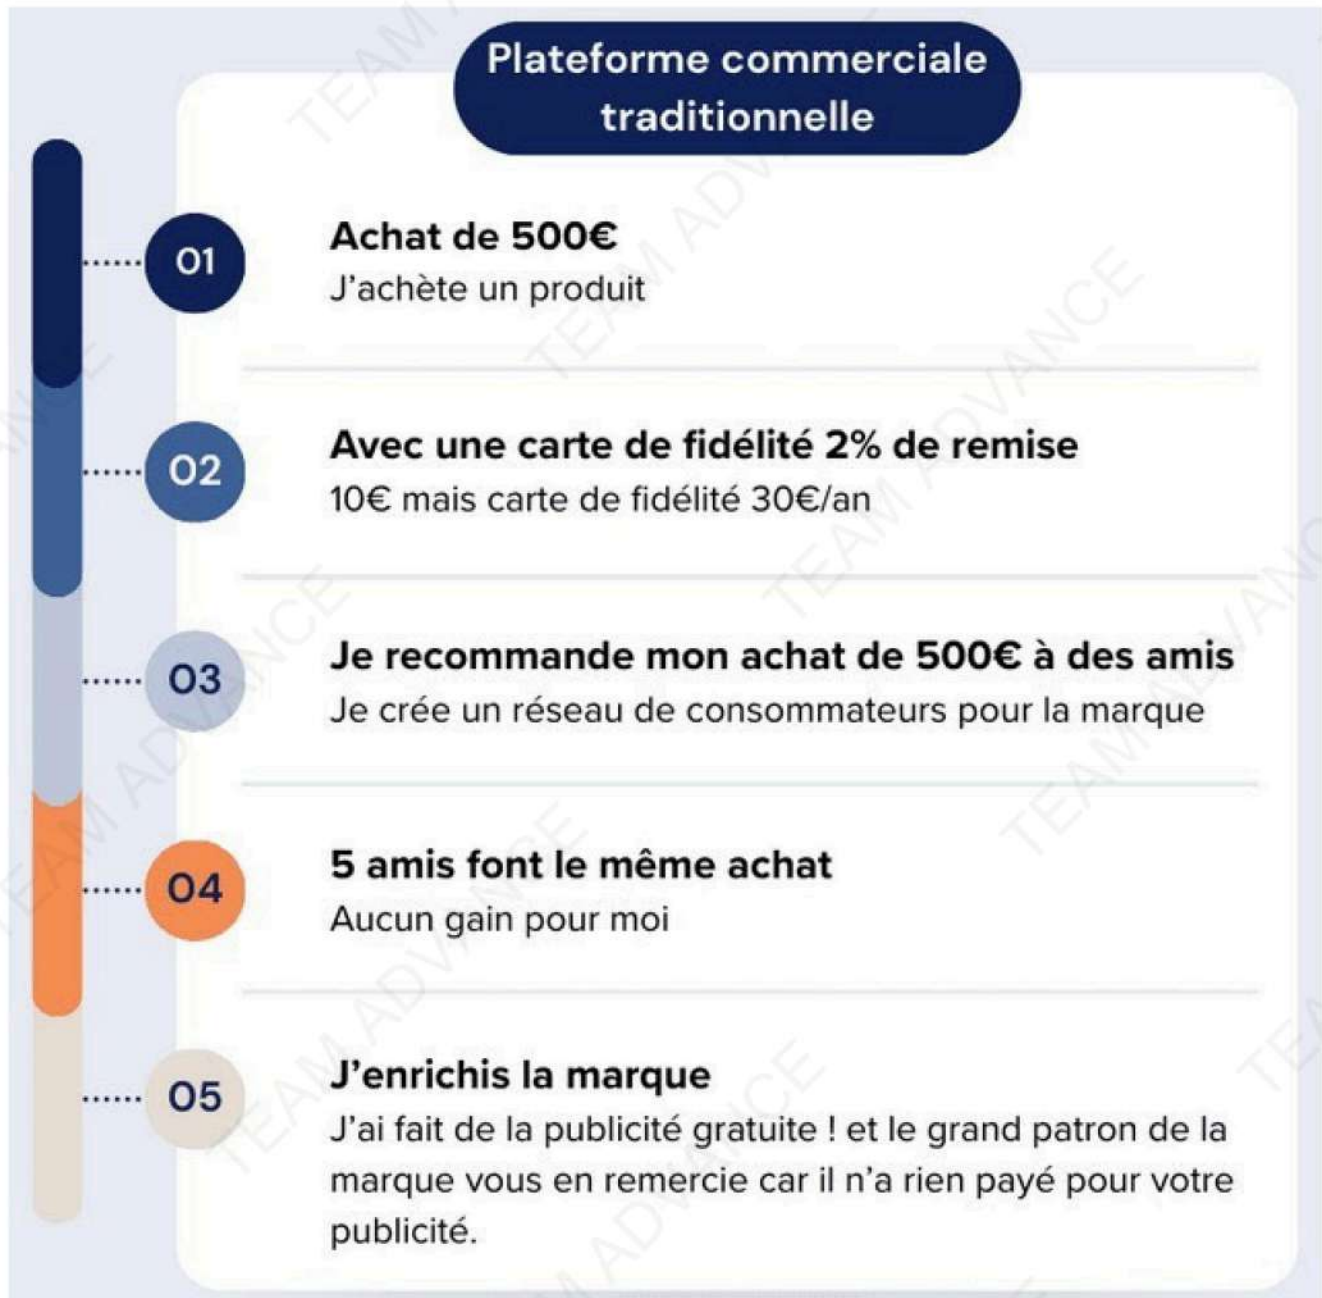 Plateforme commerciale
traditionnelle
01
Achat de 500€
J'achète un produit
02
Avec une carte de fidélité 2% de remise
10€ mais carte de fidélité 30€/an
03
Je recommande mon achat de 500€ à des amis
Je crée un réseau de consommateurs pour la marque
04
5 amis font le même achat
Aucun gain pour moi
05
J'enrichis la marque
J'ai fait de la publicité gratuite ! et le grand patron de la
marque vous en remercie car il n'a rien payé pour votre
publicité.
TEAM ADVANCE